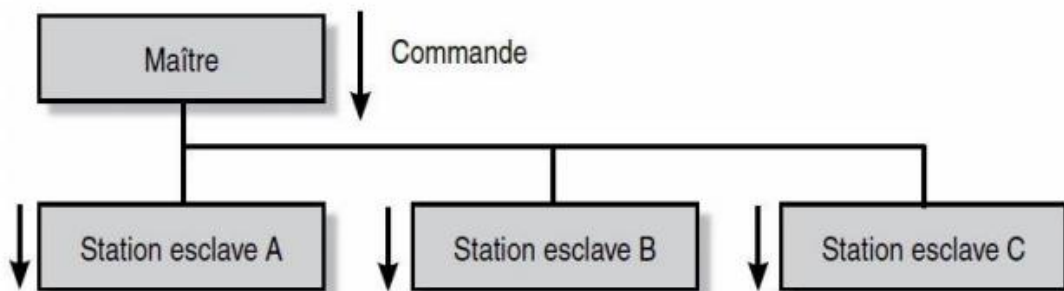 Maître
Commande
Station esclave A
Station esclave B
Station esclave C